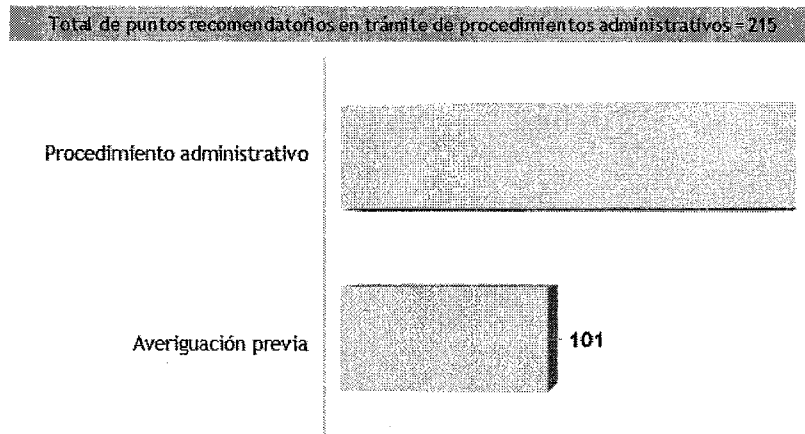 Total de puntos recomendatorios en trámite de procedimientos administrativos = 215
Procedimiento administrativo
Averiguación previa
101